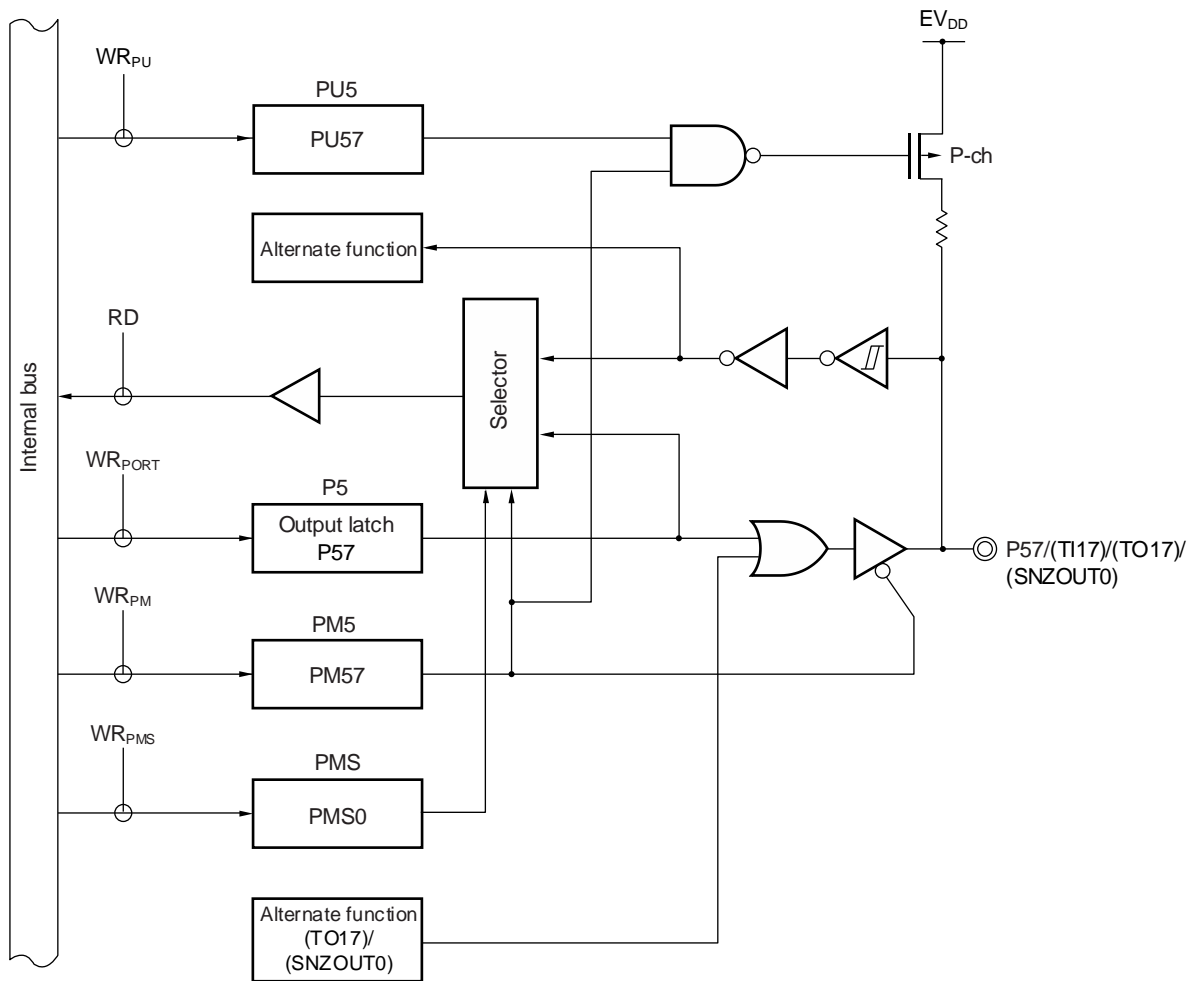 EVDD
WRPU
PU5
PU57
P-ch
Alternate function
RD
Selector
Internal bus
WRPORT
P5
Output latch
P57
P57/(TI17)/(TO17)/
(SNZOUT0)
WRPM
PM5
PM57
WRPMS
PMS
PMS0
Alternate function
(TO17)/
(SNZOUT0)